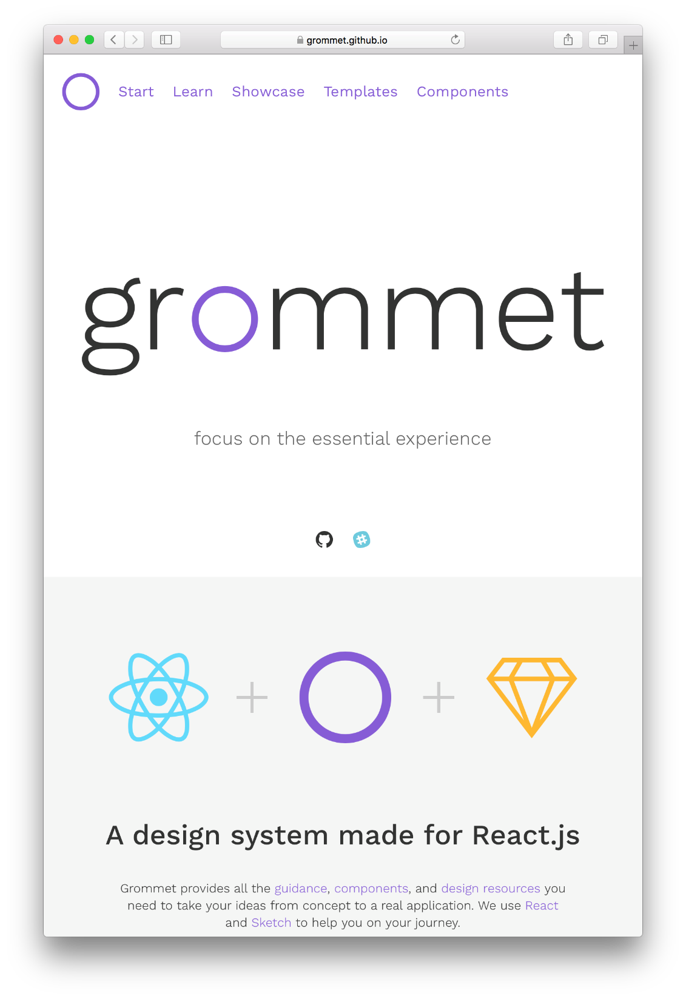 grommet.github.io
Start Learn Showcase Templates Components
grommet
focus on the essential experience
A design system made for React.js
Grommet provides all the guidance, components, and design resources you
need to take your ideas from concept to a real application. We use React
and Sketch to help you on your journey.